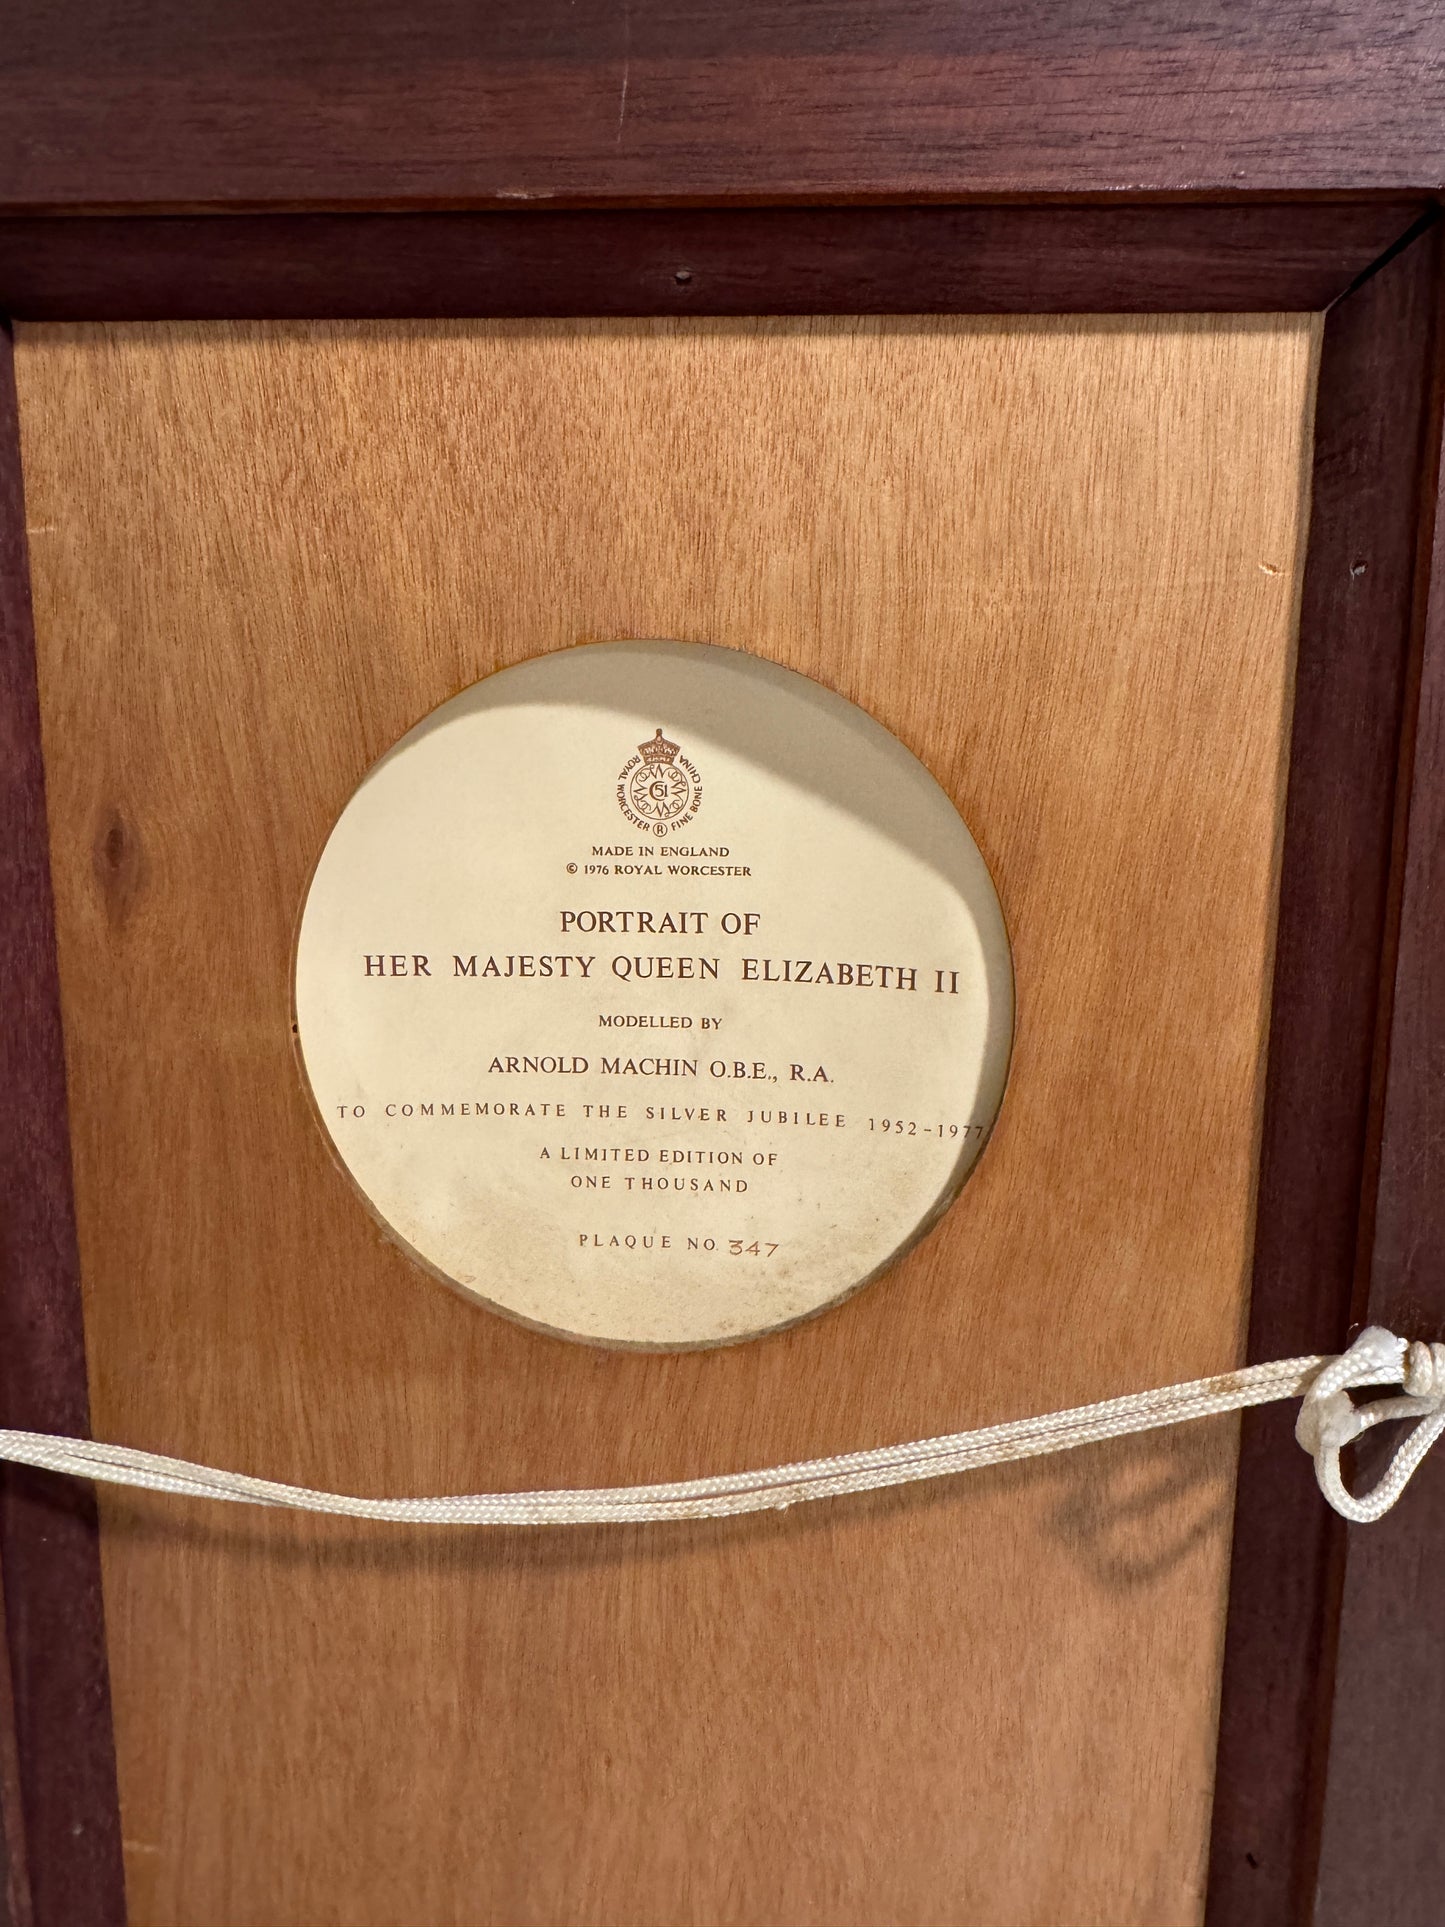 ROYAL WORCESTER ® FINE BONE CHINA
51
MADE IN ENGLAND
© 1976 ROYAL WORCESTER
PORTRAIT OF
HER MAJESTY QUEEN ELIZABETH II
MODELLED BY
ARNOLD MACHIN O.B.E., R.A.
TO COMMEMORATE THE SILVER JUBILEE 1952-1977
A LIMITED EDITION OF
ONE THOUSAND
PLAQUE NO. 347